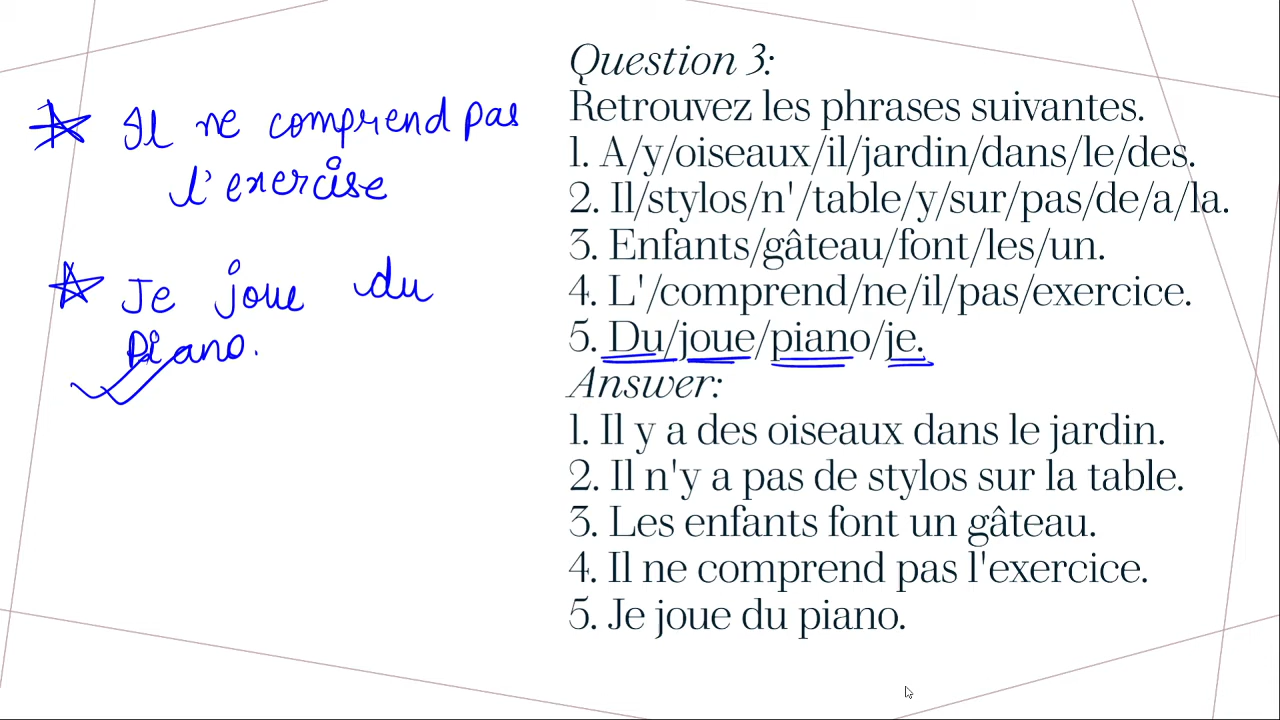 Il ne comprend pas
l'exercise
Je joue du
Piano.
Question 3:
Retrouvez les phrases suivantes.
1. A/y/oiseaux/il/jardin/dans/le/des.
2. Il/stylos/n'/table/y/sur/pas/de/a/la.
3. Enfants/gâteau/font/les/un.
4. L'/comprend/ne/il/pas/exercice.
5. Du/joue/piano/je.
Answer:
1. Il y a des oiseaux dans le jardin.
2. Il n'y a pas de stylos sur la table.
3. Les enfants font un gâteau.
4. Il ne comprend pas l'exercice.
5. Je joue du piano.